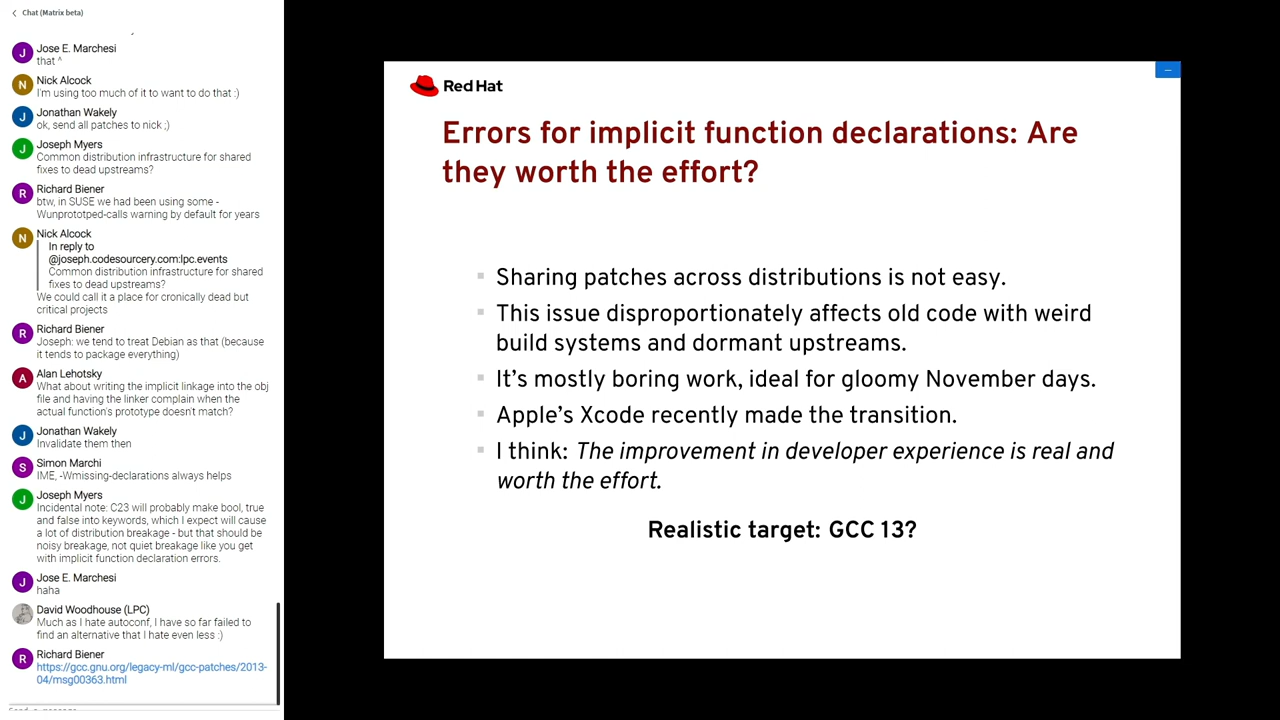 Chat (Matrix beta)
Jose E. Marchesi
that ^
Nick Alcock
I'm using too much of it to want to do that :)
Jonathan Wakely
ok, send all patches to nick ;)
Joseph Myers
Common distribution infrastructure for shared
fixes to dead upstreams?
Richard Biener
btw, in SUSE we had been using some -
Wunprototped-calls warning by default for years
Nick Alcock
In reply to
@joseph.codesourcery.com:lpc.events
Common distribution infrastructure for shared
fixes to dead upstreams?
We could call it a place for cronically dead but
critical projects
Richard Biener
Joseph: we tend to treat Debian as that (because
it tends to package everything)
Alan Lehotsky
What about writing the implicit linkage into the obj
file and having the linker complain when the
actual function's prototype doesn't match?
Jonathan Wakely
Invalidate them then
Simon Marchi
IME, -Wmissing-declarations always helps
Joseph Myers
Incidental note: C23 will probably make bool, true
and false into keywords, which I expect will cause
a lot of distribution breakage - but that should be
noisy breakage, not quiet breakage like you get
with implicit function declaration errors.
Jose E. Marchesi
haha
David Woodhouse (LPC)
Much as I hate autoconf, I have so far failed to
find an alternative that I hate even less :)
Richard Biener
https://gcc.gnu.org/legacy-ml/gcc-patches/2013-
04/msg00363.html
Red Hat
Errors for implicit function declarations: Are
they worth the effort?
Sharing patches across distributions is not easy.
This issue disproportionately affects old code with weird
build systems and dormant upstreams.
It's mostly boring work, ideal for gloomy November days.
Apple's Xcode recently made the transition.
I think: The improvement in developer experience is real and
worth the effort.
Realistic target: GCC 13?